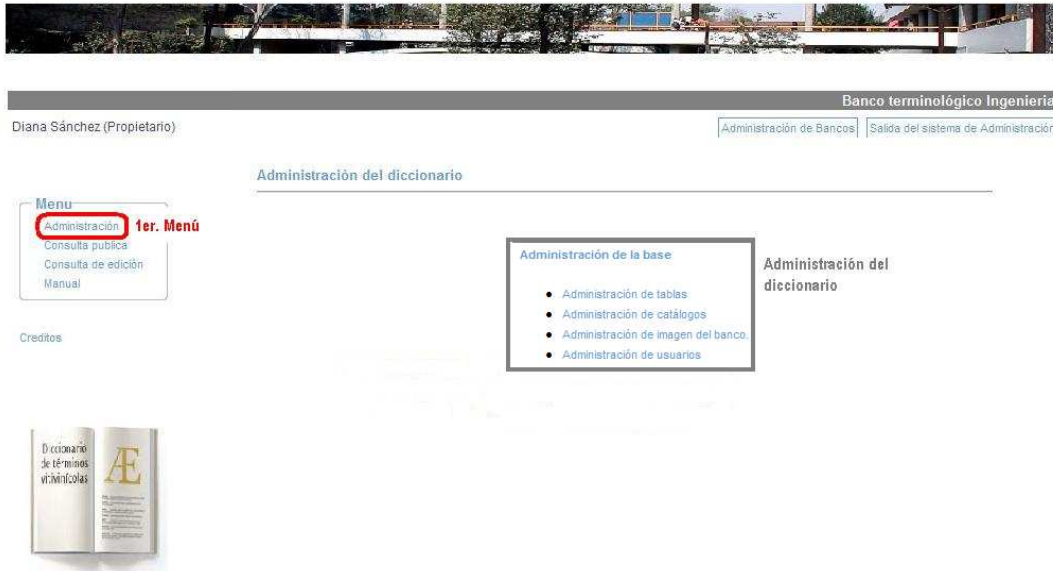 Banco terminológico Ingenieria
Diana Sánchez (Propietario)
Administración de Bancos
Salida del sistema de Administración
Administración del diccionario
Menu
Administración
1er. Menú
Consulta publica
Consulta de edición
Manual
Administración de la base
Administración de tablas
Administración de catálogos
Administración de imagen del banco.
Administración de usuarios
Administración del
diccionario
Creditos
Diccionario
de términos
vitivinícolas
Æ